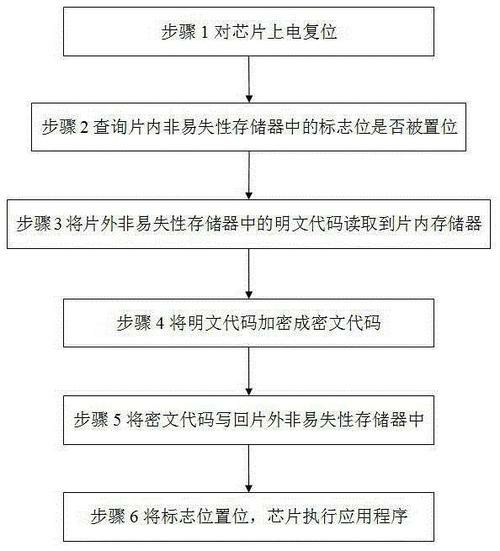 步骤 1 对芯片上电复位
步骤 2 查询片内非易失性存储器中的标志位是否被置位
步骤 3 将片外非易失性存储器中的明文代码读取到片内存储器
步骤 4 将明文代码加密成密文代码
步骤 5 将密文代码写回片外非易失性存储器中
步骤 6 将标志位置位，芯片执行应用程序